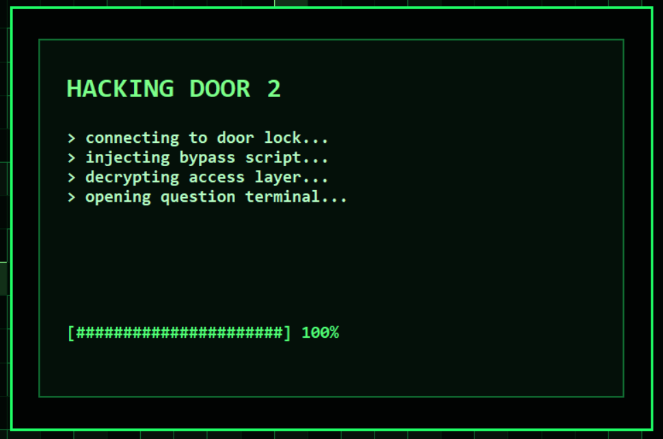 HACKING DOOR 2
> connecting to door lock...
> injecting bypass script...
> decrypting access layer...
> opening question terminal...
[######################] 100%